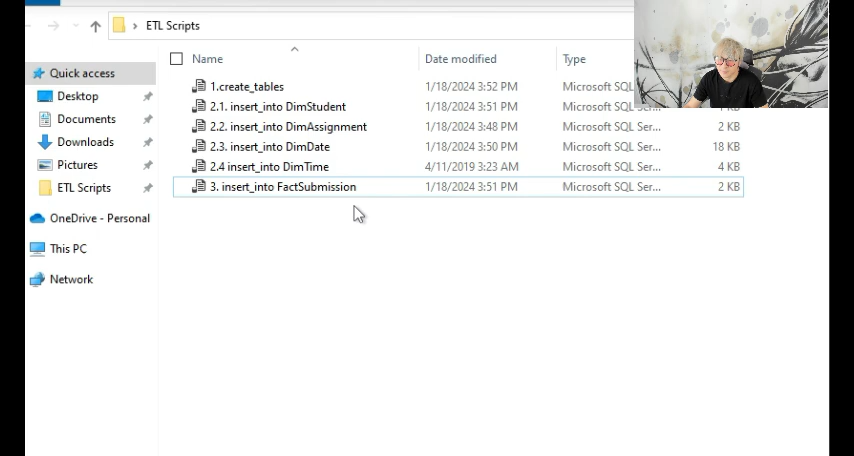 ETL Scripts
Name Date modified Type
Quick access
Desktop
Documents
Downloads
Pictures
ETL Scripts
OneDrive - Personal
This PC
Network
1.create_tables 1/18/2024 3:52 PM Microsoft SQL
2.1. insert_into DimStudent 1/18/2024 3:51 PM Microsoft SQL Ser... KB
2.2. insert_into DimAssignment 1/18/2024 3:48 PM Microsoft SQL Ser... 2 KB
2.3. insert_into DimDate 1/18/2024 3:50 PM Microsoft SQL Ser... 18 KB
2.4 insert_into DimTime 4/11/2019 3:23 AM Microsoft SQL Ser... 4 KB
3. insert_into FactSubmission 1/18/2024 3:51 PM Microsoft SQL Ser... 2 KB